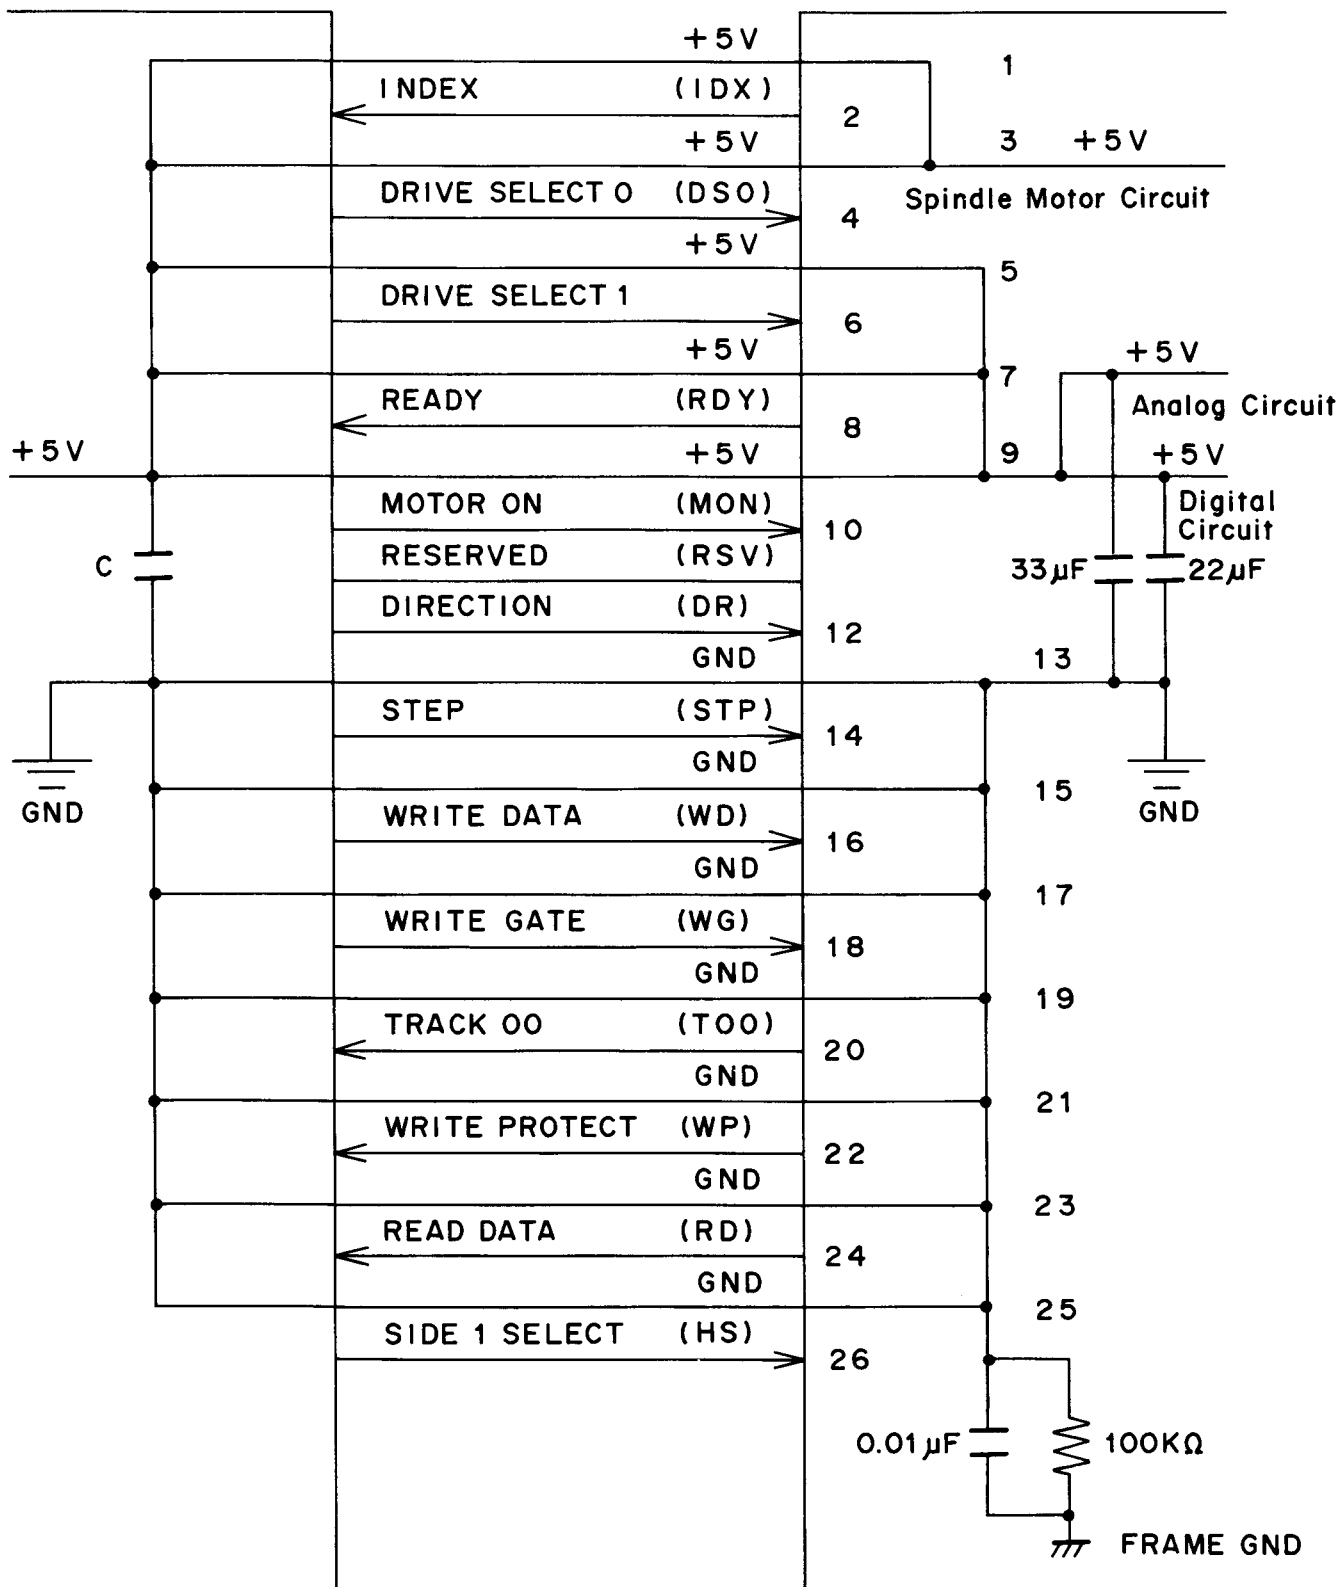 +5V
1
INDEX (IDX)
2
+5V
3 +5V
DRIVE SELECT 0 (DS0)
4
Spindle Motor Circuit
+5V
5
DRIVE SELECT 1
6
+5V
7
+5V
READY (RDY)
8
Analog Circuit
+5V
+5V
9
+5V
MOTOR ON (MON)
10
Digital
Circuit
RESERVED (RSV)
C
33μF
22μF
DIRECTION (DR)
12
GND
13
STEP (STP)
14
GND
15
GND
GND
WRITE DATA (WD)
16
GND
17
WRITE GATE (WG)
18
GND
19
TRACK 00 (T00)
20
GND
21
WRITE PROTECT (WP)
22
GND
23
READ DATA (RD)
24
GND
25
SIDE 1 SELECT (HS)
26
0.01μF
100KΩ
FRAME GND